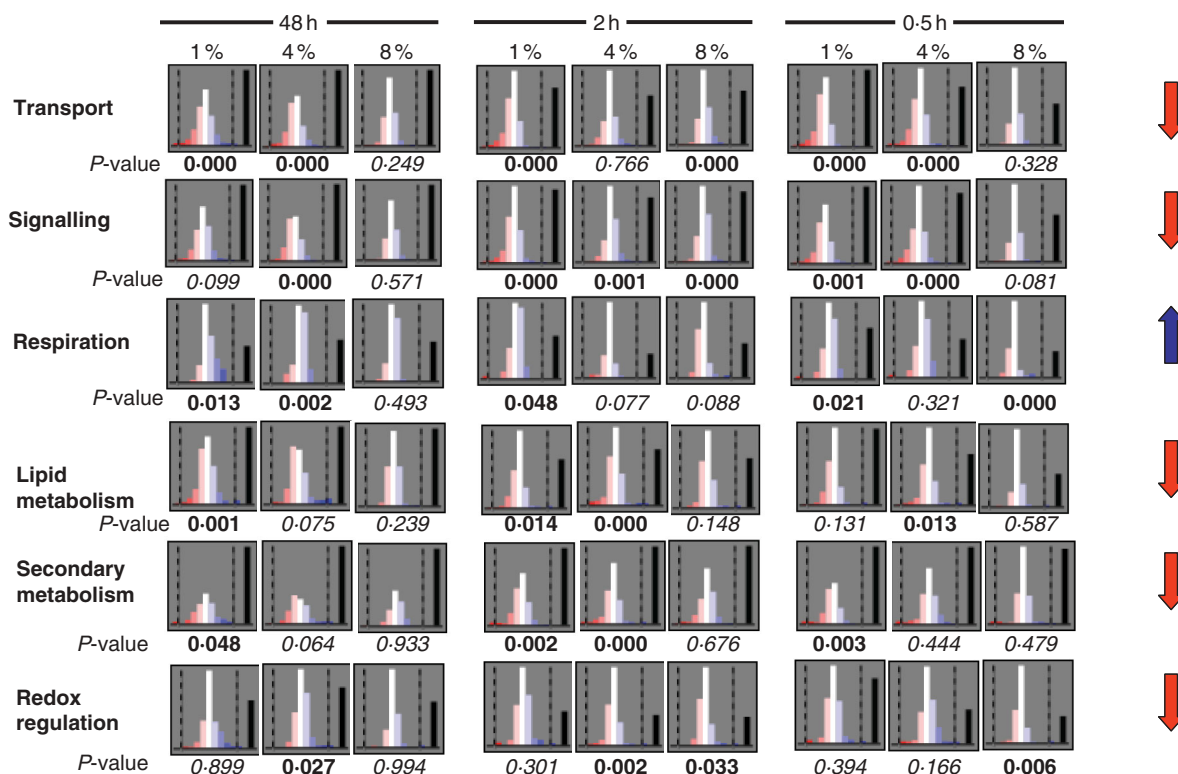 48 h 2 h 0·5 h
1 % 4 % 8 % 1 % 4 % 8 % 1 % 4 % 8 %
Transport
P-value 0·000 0·000 0·249 0·000 0·766 0·000 0·000 0·000 0·328
Signalling
P-value 0·099 0·000 0·571 0·000 0·001 0·000 0·001 0·000 0·081
Respiration
P-value 0·013 0·002 0·493 0·048 0·077 0·088 0·021 0·321 0·000
Lipid
metabolism
P-value 0·001 0·075 0·239 0·014 0·000 0·148 0·131 0·013 0·587
Secondary
metabolism
P-value 0·048 0·064 0·933 0·002 0·000 0·676 0·003 0·444 0·479
Redox
regulation
P-value 0·899 0·027 0·994 0·301 0·002 0·033 0·394 0·166 0·006